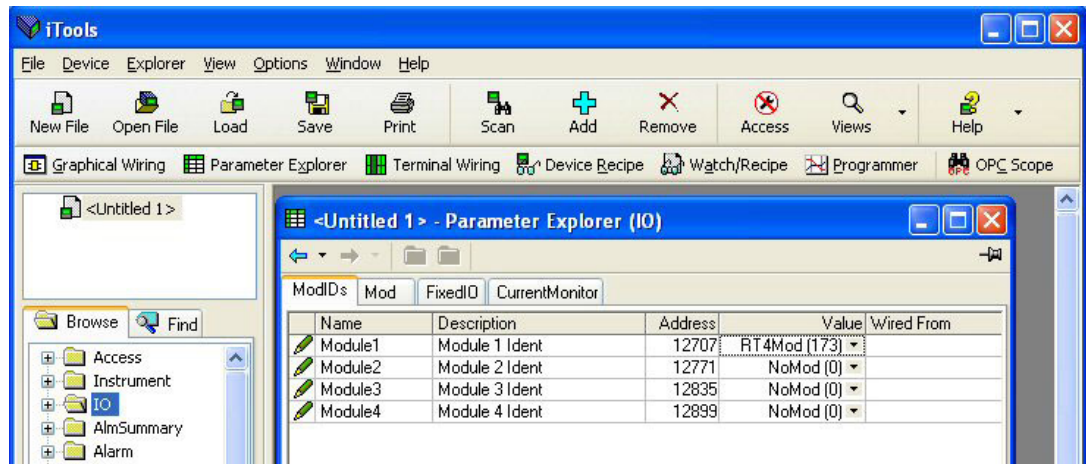 iTools
File Device Explorer View Options Window Help
New File Open File Load Save Print Scan Add Remove Access Views Help
Graphical Wiring Parameter Explorer Terminal Wiring Device Recipe Watch/Recipe Programmer OPC Scope
<Untitled 1>
<Untitled 1> - Parameter Explorer (IO)
ModIDs Mod FixedIO CurrentMonitor
Name Description Address Value Wired From
Module1 Module 1 Ident 12707 RT4Mod (173)
Module2 Module 2 Ident 12771 NoMod (0)
Module3 Module 3 Ident 12835 NoMod (0)
Module4 Module 4 Ident 12899 NoMod (0)
Browse Find
Access
Instrument
IO
AlmSummary
Alarm